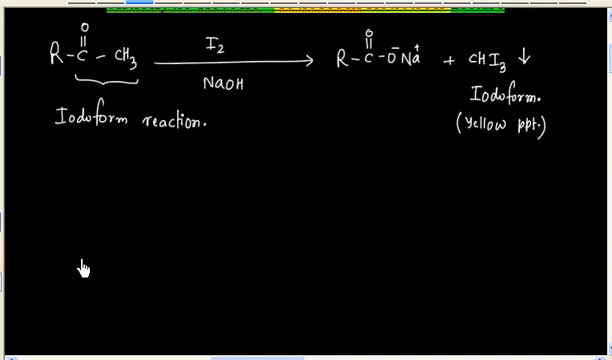 O O
R-C-CH3 I2 R-C-O⁻Na⁺ + CHI3 ↓
NaOH
Iodoform.
Iodoform reaction. (Yellow ppt.)